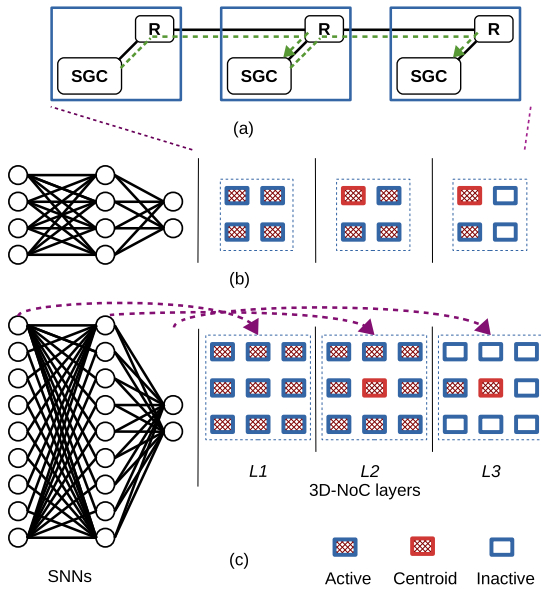 R R R
SGC SGC SGC
(a)
(b)
L1 L2 L3
3D-NoC layers
(c)
SNNs
Active Centroid Inactive